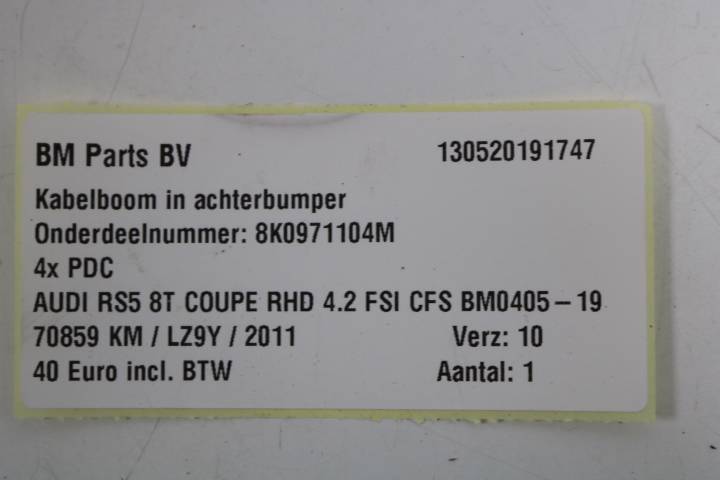 BM Parts BV 130520191747
Kabelboom in achterbumper
Onderdeelnummer: 8K0971104M
4x PDC
AUDI RS5 8T COUPE RHD 4.2 FSI CFS BM0405 – 19
70859 KM / LZ9Y / 2011 Verz: 10
40 Euro incl. BTW Aantal: 1